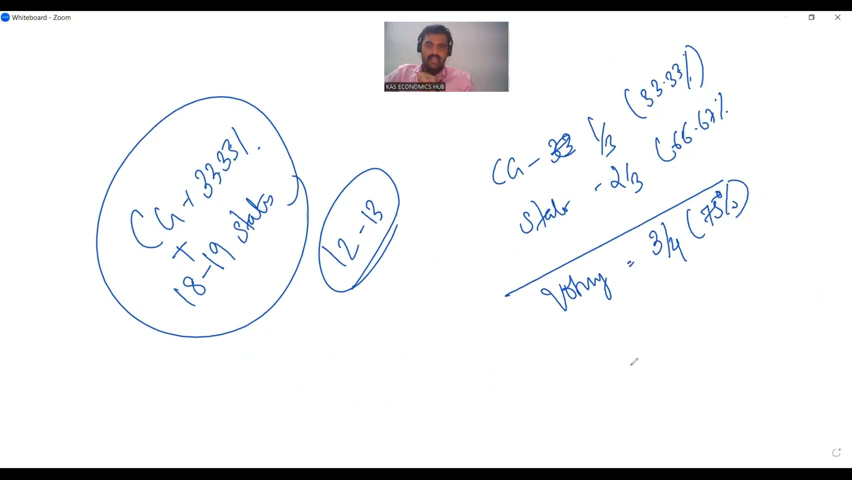 Whiteboard - Zoom
KAS ECONOMICS HUB
CG + 33.33%
+
18-19 states
12-13
CG - 33 1/3 (33.33%)
State - 2/3 (66.67%
Voting = 3/4 (75%)